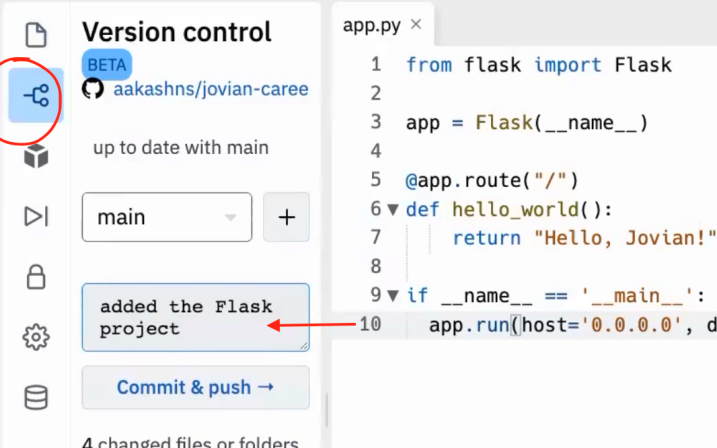 Version control
BETA
aakashns/jovian-caree
up to date with main
main
+
added the Flask
project
Commit & push →
4 changed files or folders
app.py ×
1 from flask import Flask
2
3 app = Flask(__name__)
4
5 @app.route("/")
6 def hello_world():
7 return "Hello, Jovian!"
8
9 if __name__ == '__main__':
10 app.run(host='0.0.0.0', d